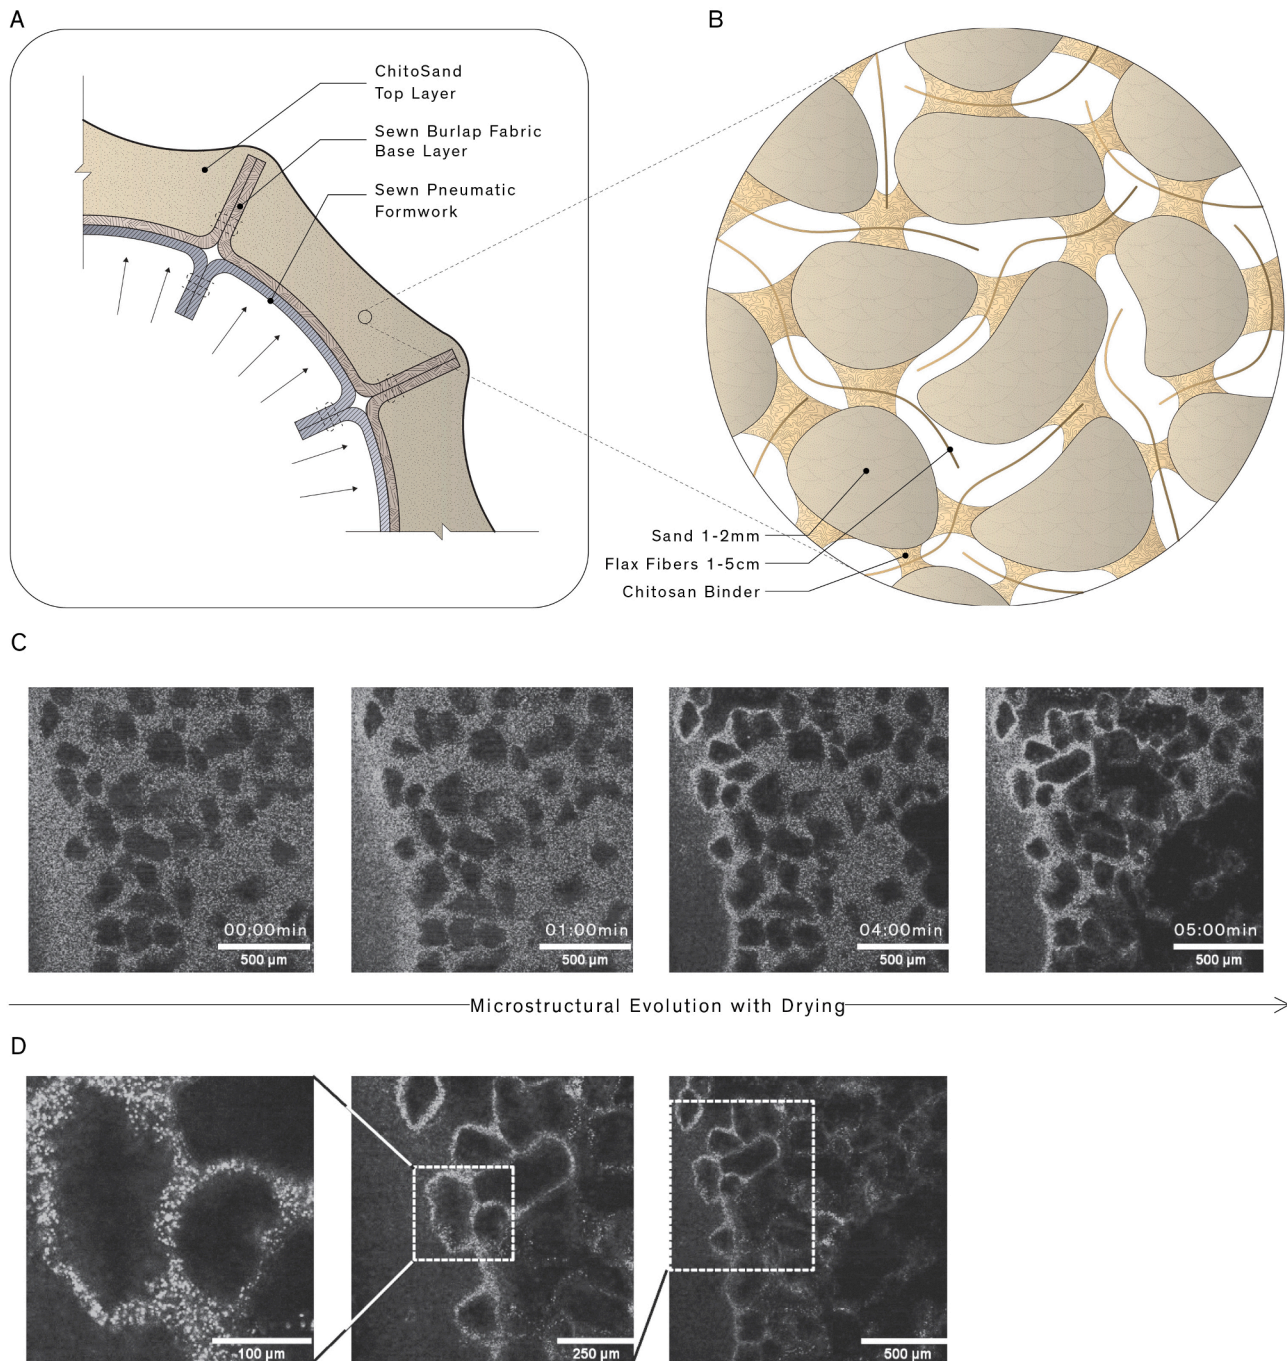 A
B
ChitoSand
Top Layer
Sewn Burlap Fabric
Base Layer
Sewn Pneumatic
Formwork
Sand 1-2mm
Flax Fibers 1-5cm
Chitosan Binder
C
00:00min
500 µm
01:00min
500 µm
04:00min
500 µm
05:00min
500 µm
Microstructural Evolution with Drying
D
100 µm
250 µm
500 µm